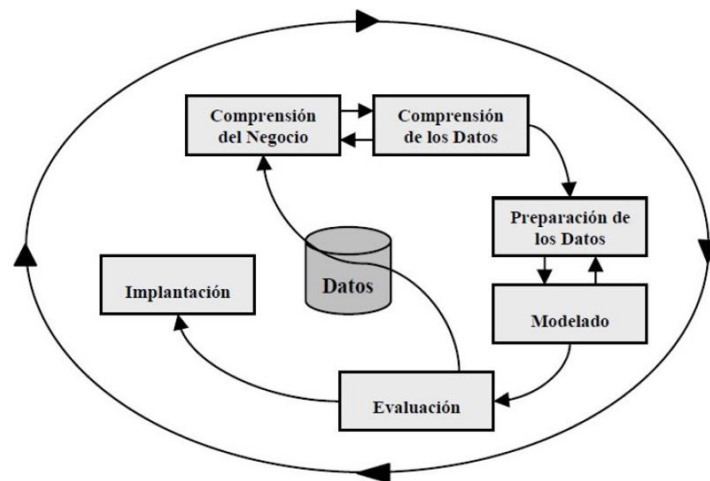 Comprensión
del Negocio
Comprensión
de los Datos
Preparación de
los Datos
Datos
Implantación
Modelado
Evaluación